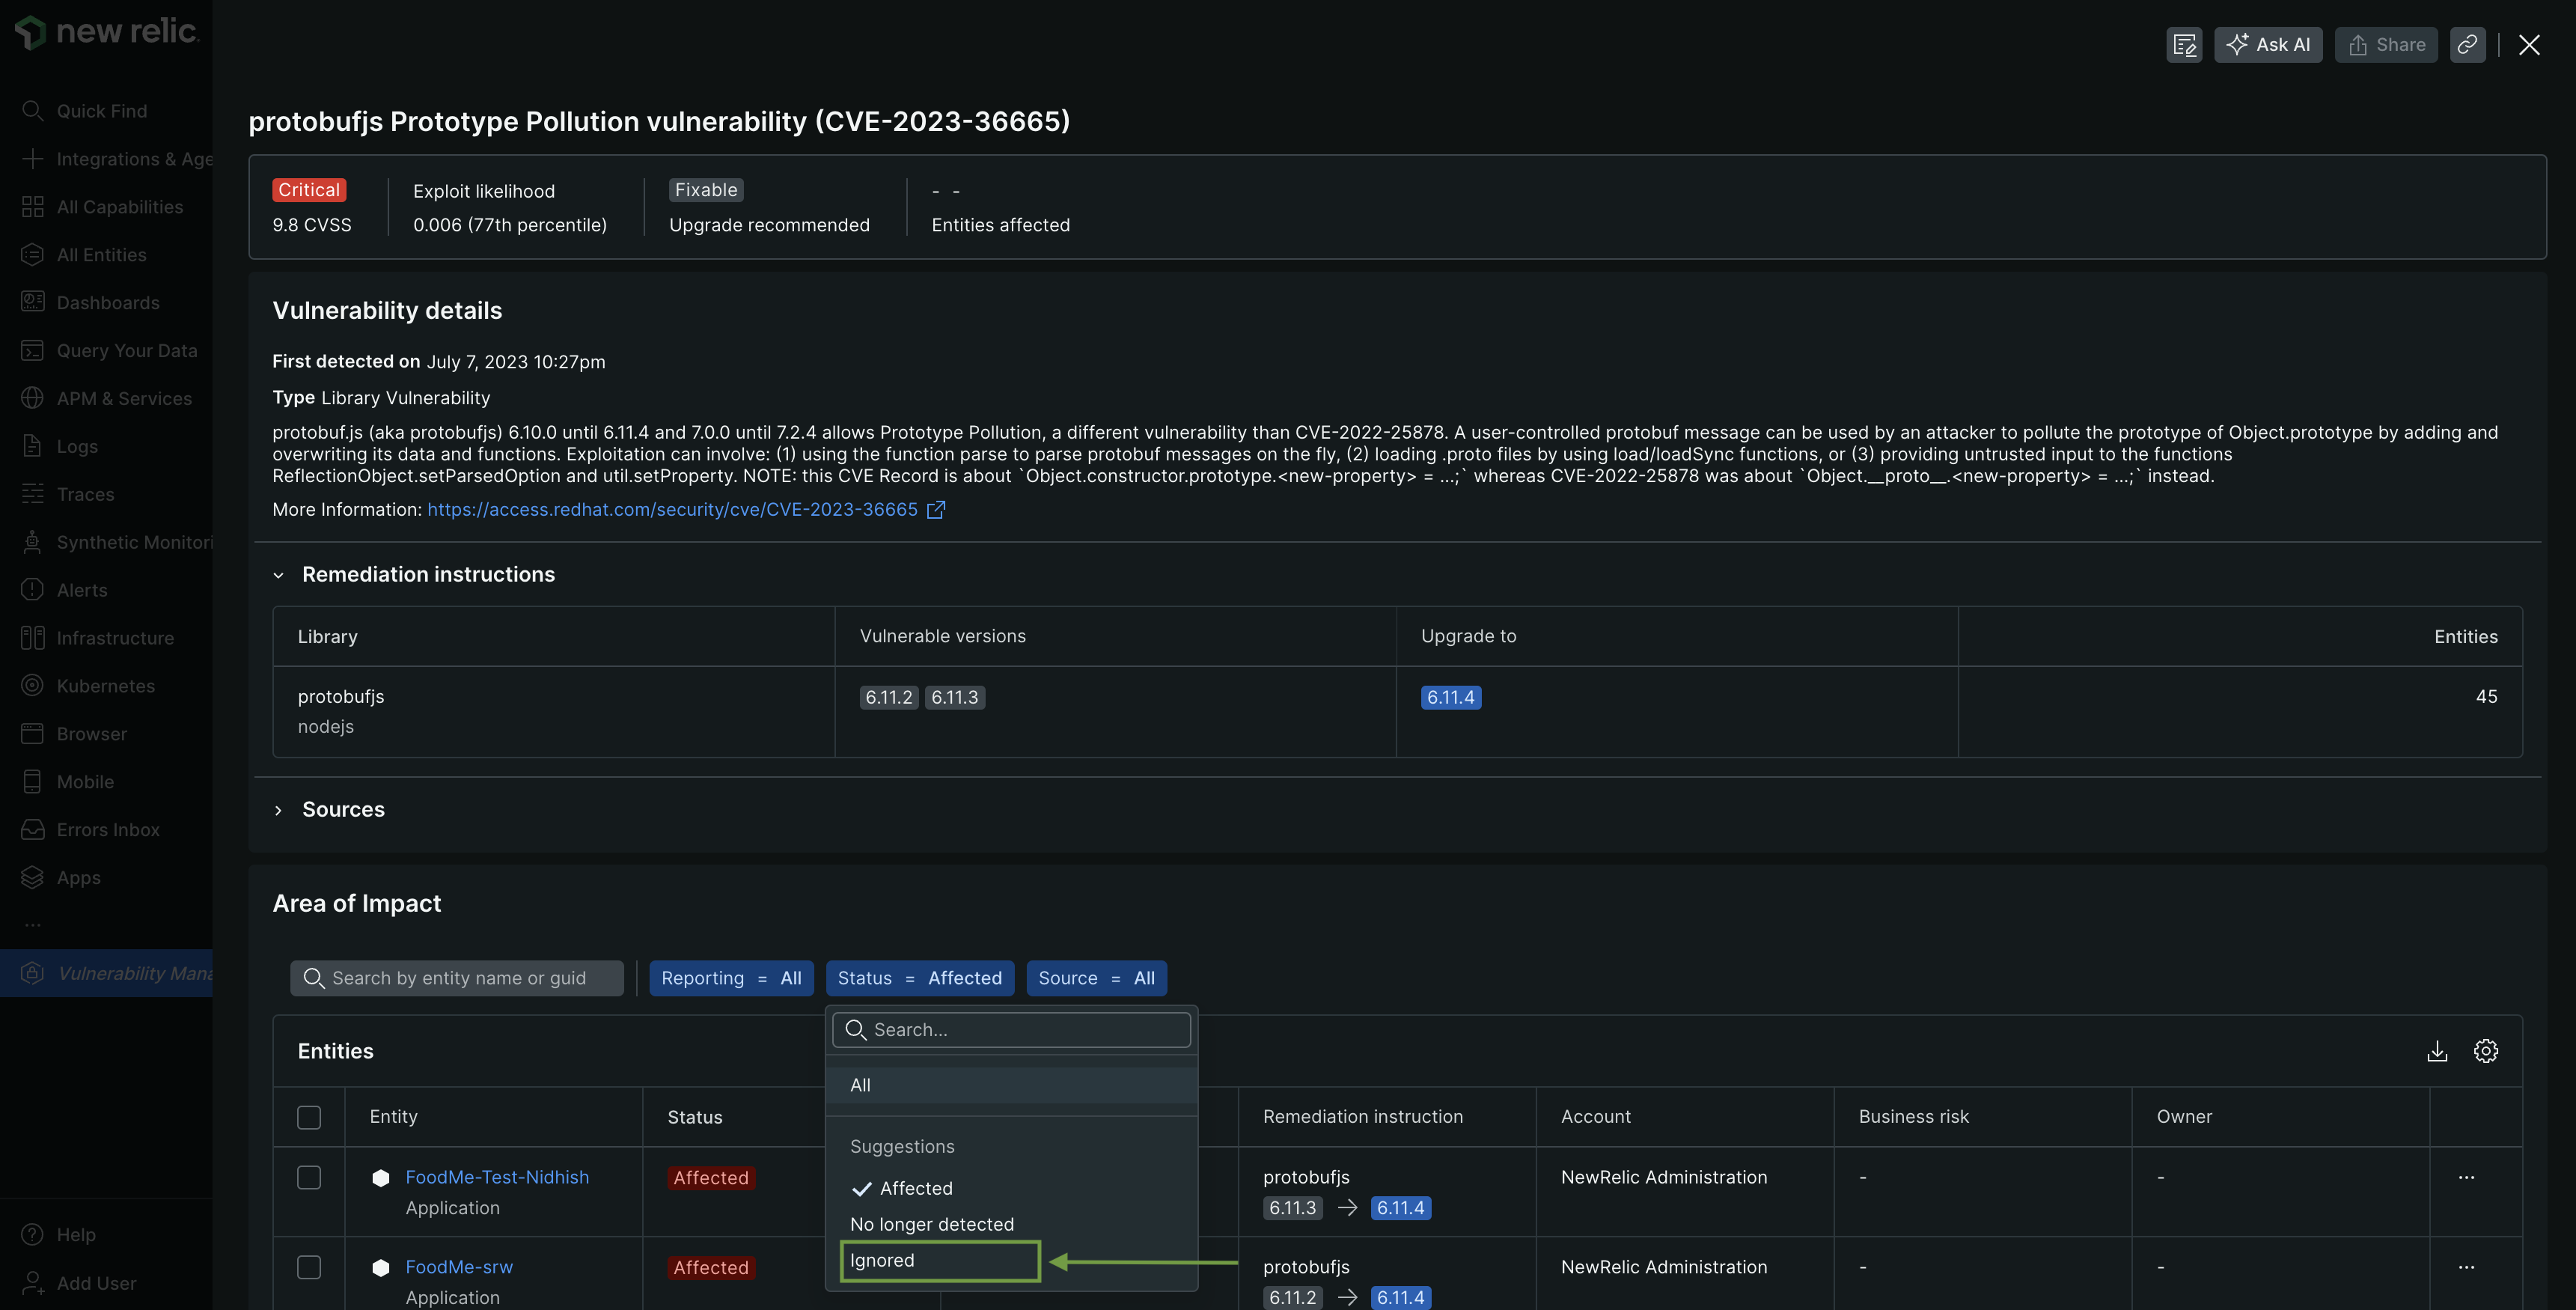 new relic.
Ask AI
Share
Quick Find
Integrations & Age
All Capabilities
All Entities
Dashboards
Query Your Data
APM & Services
Logs
Traces
Synthetic Monitori
Alerts
Infrastructure
Kubernetes
Browser
Mobile
Errors Inbox
Apps
...
Vulnerability Mana
Help
Add User
protobufjs Prototype Pollution vulnerability (CVE-2023-36665)
Critical
9.8 CVSS
Exploit likelihood
0.006 (77th percentile)
Fixable
Upgrade recommended
- -
Entities affected
Vulnerability details
First detected on July 7, 2023 10:27pm
Type Library Vulnerability
protobuf.js (aka protobufjs) 6.10.0 until 6.11.4 and 7.0.0 until 7.2.4 allows Prototype Pollution, a different vulnerability than CVE-2022-25878. A user-controlled protobuf message can be used by an attacker to pollute the prototype of Object.prototype by adding and
overwriting its data and functions. Exploitation can involve: (1) using the function parse to parse protobuf messages on the fly, (2) loading .proto files by using load/loadSync functions, or (3) providing untrusted input to the functions
ReflectionObject.setParsedOption and util.setProperty. NOTE: this CVE Record is about `Object.constructor.prototype.<new-property> = ...;` whereas CVE-2022-25878 was about `Object.__proto__.<new-property> = ...;` instead.
More Information: https://access.redhat.com/security/cve/CVE-2023-36665
Remediation instructions
Library Vulnerable versions Upgrade to Entities
protobufjs 6.11.2 6.11.3 6.11.4 45
nodejs
Sources
Area of Impact
Search by entity name or guid
Reporting = All
Status = Affected
Source = All
Search...
All
Suggestions
Affected
No longer detected
Ignored
Entities
Entity Status Remediation instruction Account Business risk Owner
FoodMe-Test-Nidhish Affected protobufjs NewRelic Administration - - ...
Application 6.11.3 → 6.11.4
FoodMe-srw Affected protobufjs NewRelic Administration - - ...
Application 6.11.2 → 6.11.4